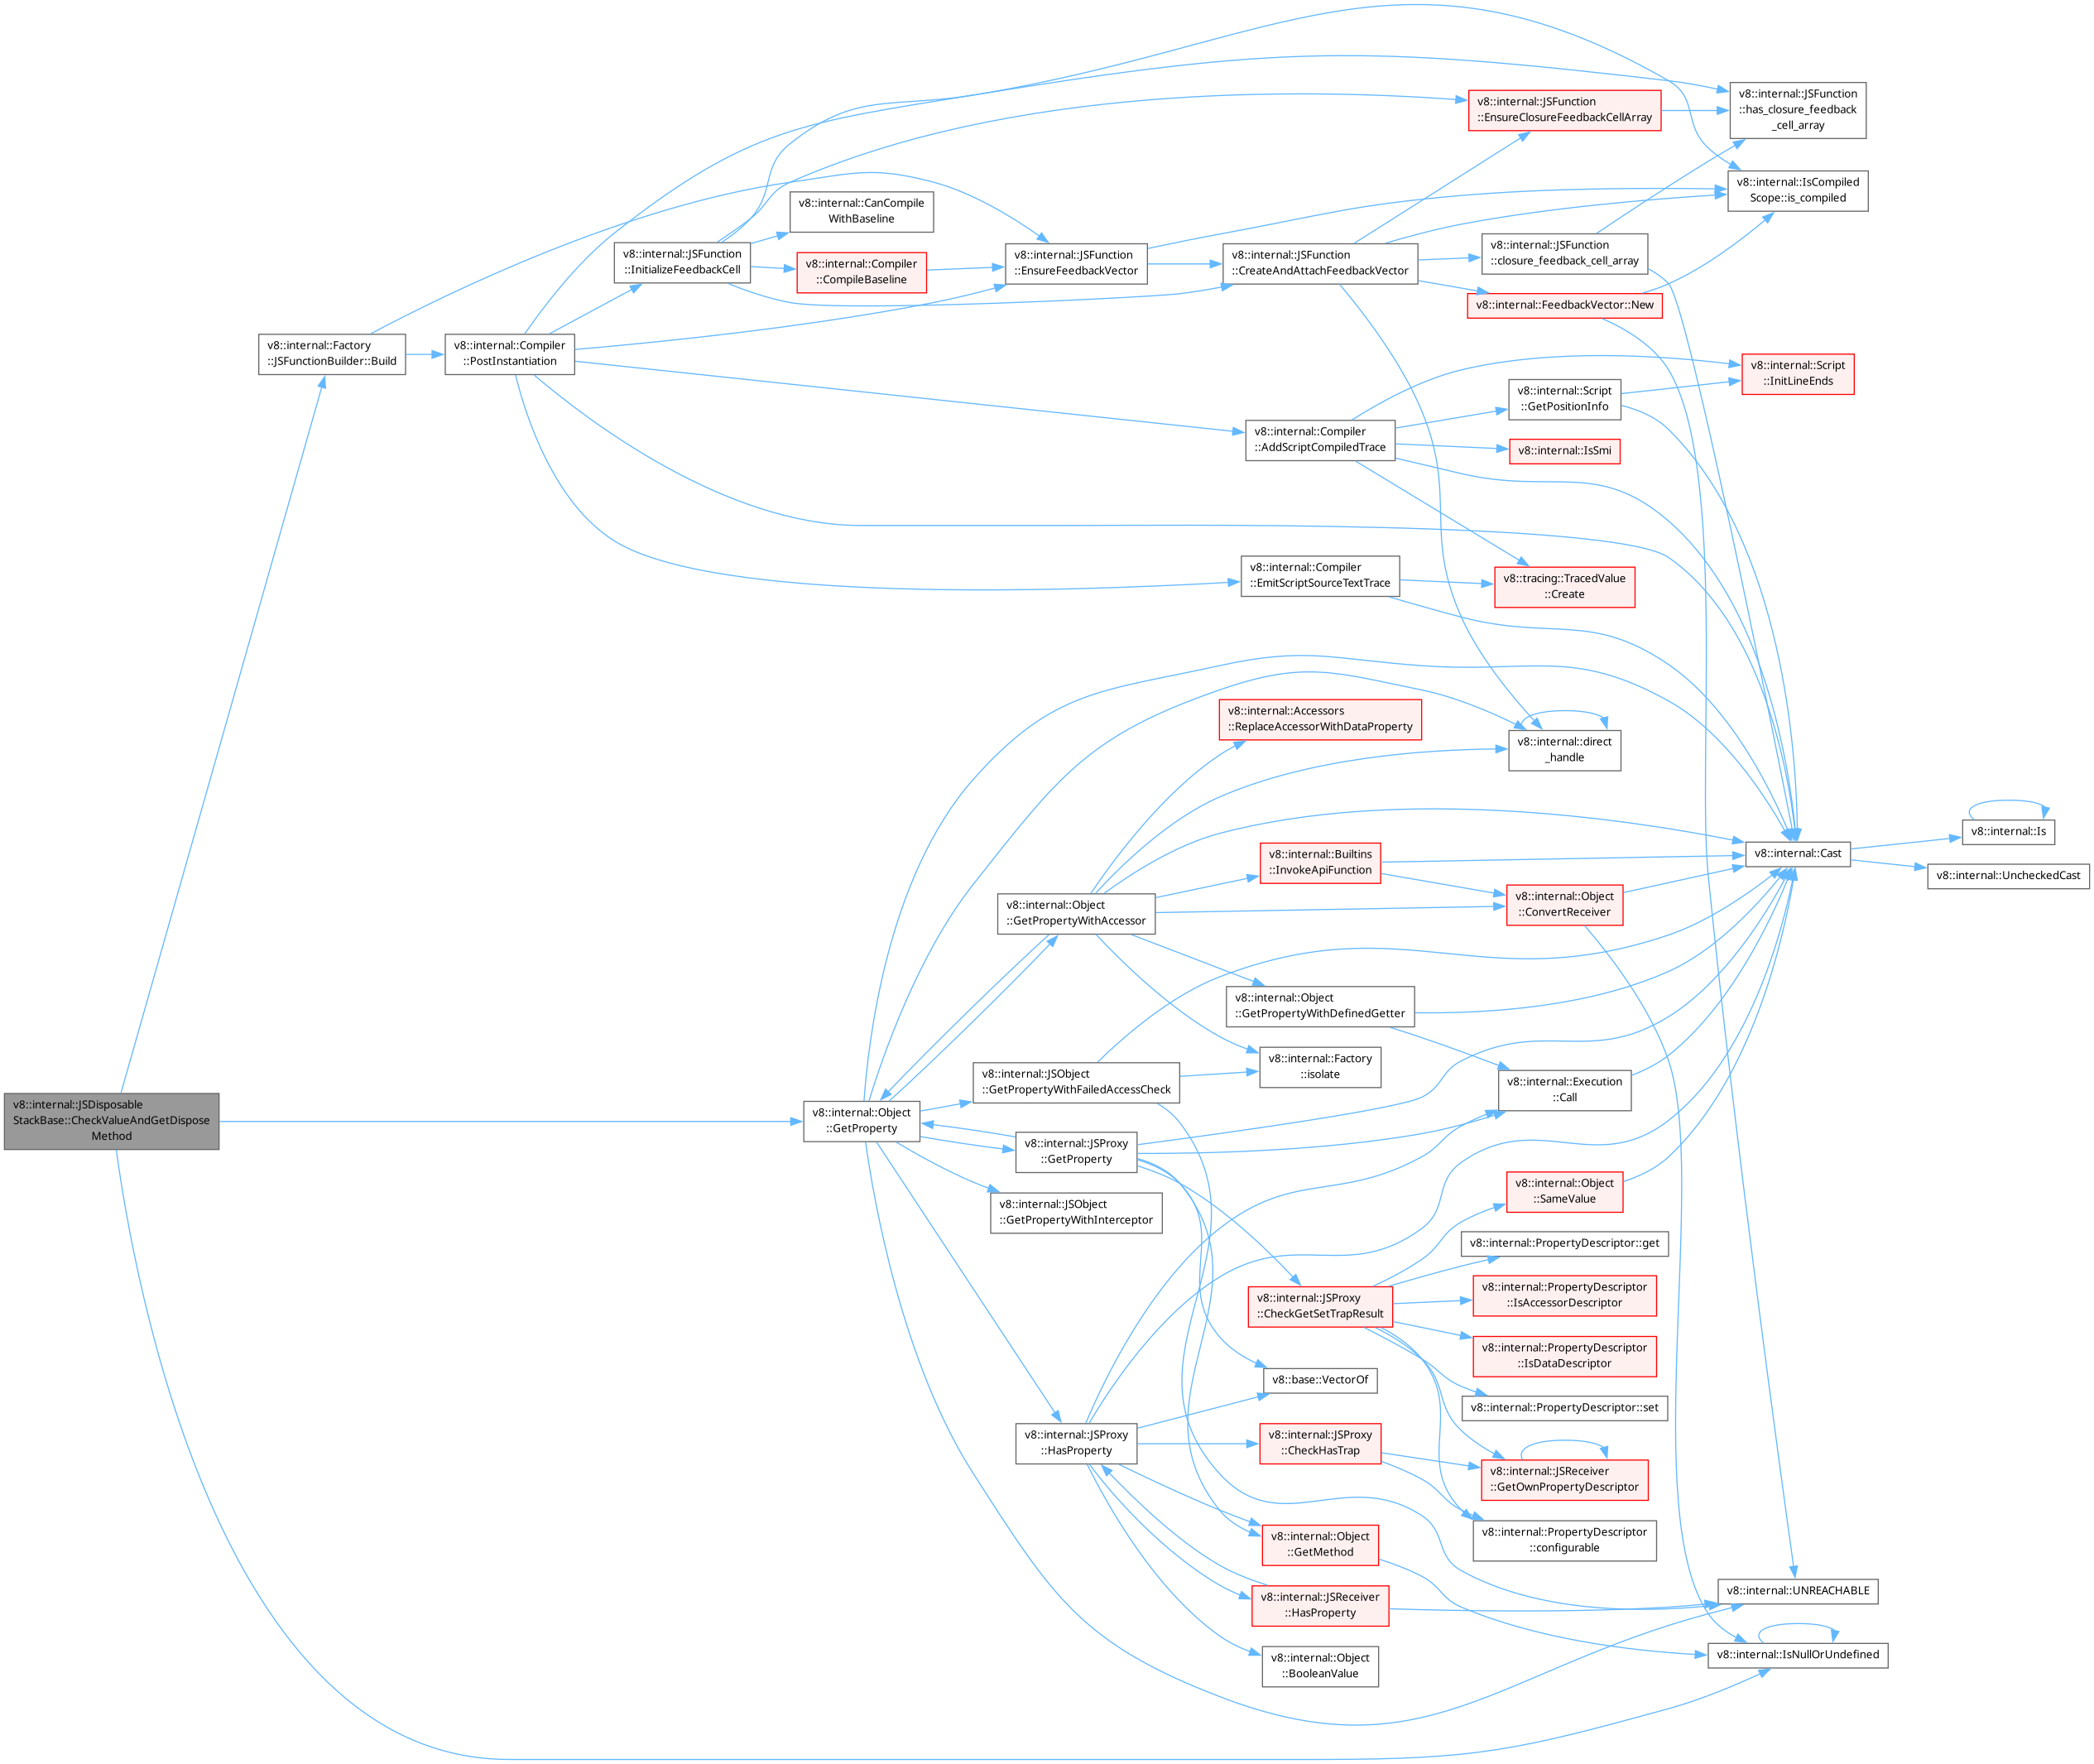 v8::internal::JSDisposable
StackBase::CheckValueAndGetDispose
Method
v8::internal::Factory
::JSFunctionBuilder::Build
v8::internal::Compiler
::PostInstantiation
v8::internal::JSFunction
::InitializeFeedbackCell
v8::internal::CanCompile
WithBaseline
v8::internal::Compiler
::CompileBaseline
v8::internal::JSFunction
::EnsureFeedbackVector
v8::internal::JSFunction
::CreateAndAttachFeedbackVector
v8::internal::JSFunction
::EnsureClosureFeedbackCellArray
v8::internal::JSFunction
::has_closure_feedback
_cell_array
v8::internal::IsCompiled
Scope::is_compiled
v8::internal::JSFunction
::closure_feedback_cell_array
v8::internal::FeedbackVector::New
v8::internal::Compiler
::AddScriptCompiledTrace
v8::internal::Script
::GetPositionInfo
v8::internal::Script
::InitLineEnds
v8::internal::IsSmi
v8::internal::Compiler
::EmitScriptSourceTextTrace
v8::tracing::TracedValue
::Create
v8::internal::Accessors
::ReplaceAccessorWithDataProperty
v8::internal::direct
_handle
v8::internal::Builtins
::InvokeApiFunction
v8::internal::Object
::ConvertReceiver
v8::internal::Cast
v8::internal::Is
v8::internal::UncheckedCast
v8::internal::Object
::GetPropertyWithAccessor
v8::internal::Object
::GetPropertyWithDefinedGetter
v8::internal::Factory
::isolate
v8::internal::JSObject
::GetPropertyWithFailedAccessCheck
v8::internal::Execution
::Call
v8::internal::Object
::GetProperty
v8::internal::JSProxy
::GetProperty
v8::internal::JSObject
::GetPropertyWithInterceptor
v8::internal::Object
::SameValue
v8::internal::PropertyDescriptor::get
v8::internal::JSProxy
::CheckGetSetTrapResult
v8::internal::PropertyDescriptor
::IsAccessorDescriptor
v8::internal::PropertyDescriptor
::IsDataDescriptor
v8::internal::PropertyDescriptor::set
v8::base::VectorOf
v8::internal::JSProxy
::HasProperty
v8::internal::JSProxy
::CheckHasTrap
v8::internal::JSReceiver
::GetOwnPropertyDescriptor
v8::internal::PropertyDescriptor
::configurable
v8::internal::Object
::GetMethod
v8::internal::JSReceiver
::HasProperty
v8::internal::UNREACHABLE
v8::internal::IsNullOrUndefined
v8::internal::Object
::BooleanValue